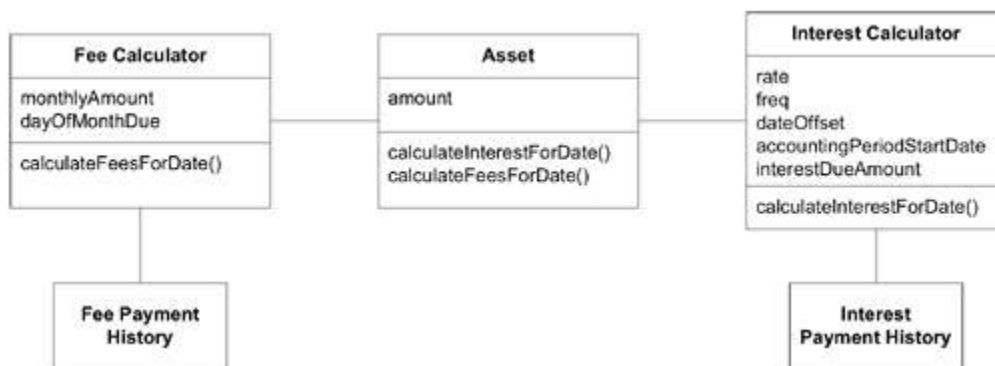 Fee Calculator
monthlyAmount
dayOfMonthDue
calculateFeesForDate()
Asset
amount
calculateInterestForDate()
calculateFeesForDate()
Interest Calculator
rate
freq
dateOffset
accountingPeriodStartDate
interestDueAmount
calculateInterestForDate()
Fee Payment
History
Interest
Payment History